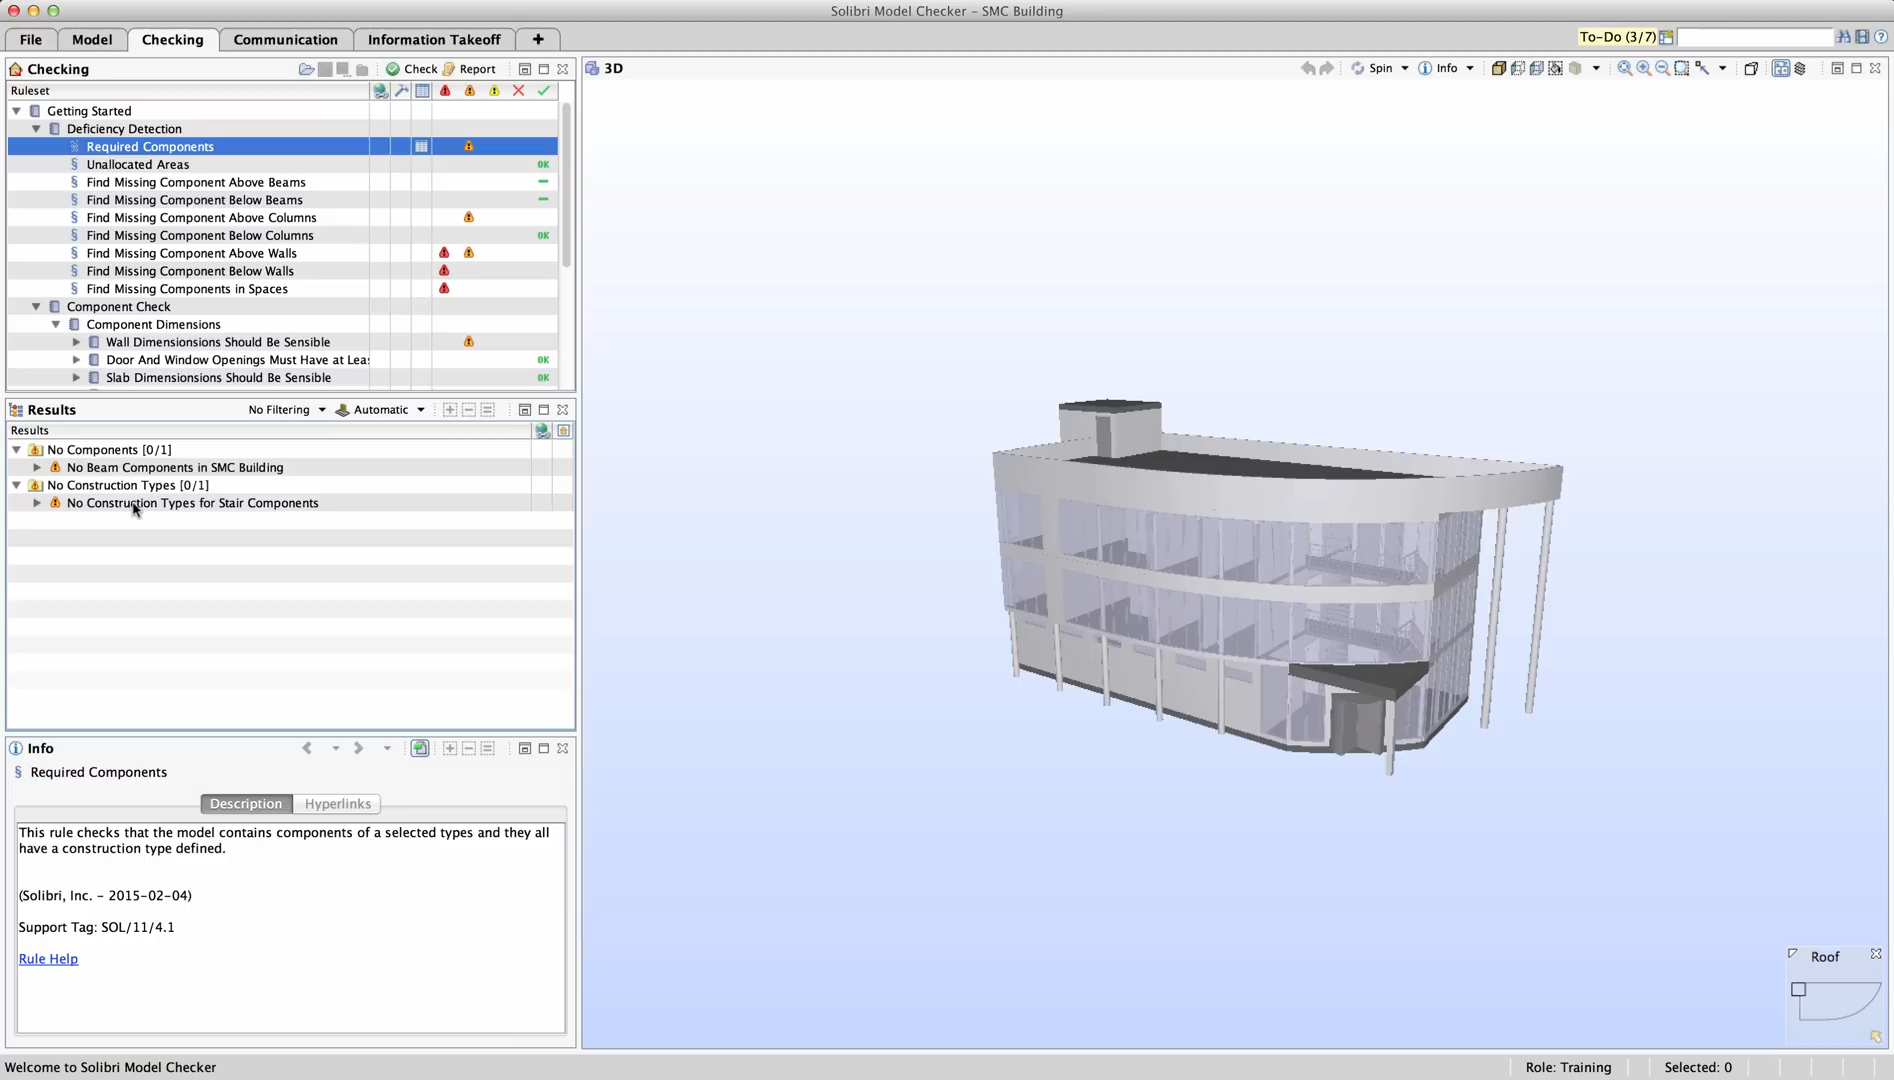 Solibri Model Checker - SMC Building
File
Model
Checking
Communication
Information Takeoff
+
To-Do (3/7)
Checking
Check
Report
Ruleset
Getting Started
Deficiency Detection
Required Components
Unallocated Areas
OK
Find Missing Component Above Beams
Find Missing Component Below Beams
Find Missing Component Above Columns
Find Missing Component Below Columns
OK
Find Missing Component Above Walls
Find Missing Component Below Walls
Find Missing Components in Spaces
Component Check
Component Dimensions
Wall Dimensionsions Should Be Sensible
Door And Window Openings Must Have at Lea
OK
Slab Dimensionsions Should Be Sensible
OK
Results
No Filtering
Automatic
Results
No Components [0/1]
No Beam Components in SMC Building
No Construction Types [0/1]
No Construction Types for Stair Components
Info
Required Components
Description
Hyperlinks
This rule checks that the model contains components of a selected types and they all
have a construction type defined.
(Solibri, Inc. - 2015-02-04)
Support Tag: SOL/11/4.1
Rule Help
3D
Spin
Info
Roof
Welcome to Solibri Model Checker
Role: Training
Selected: 0